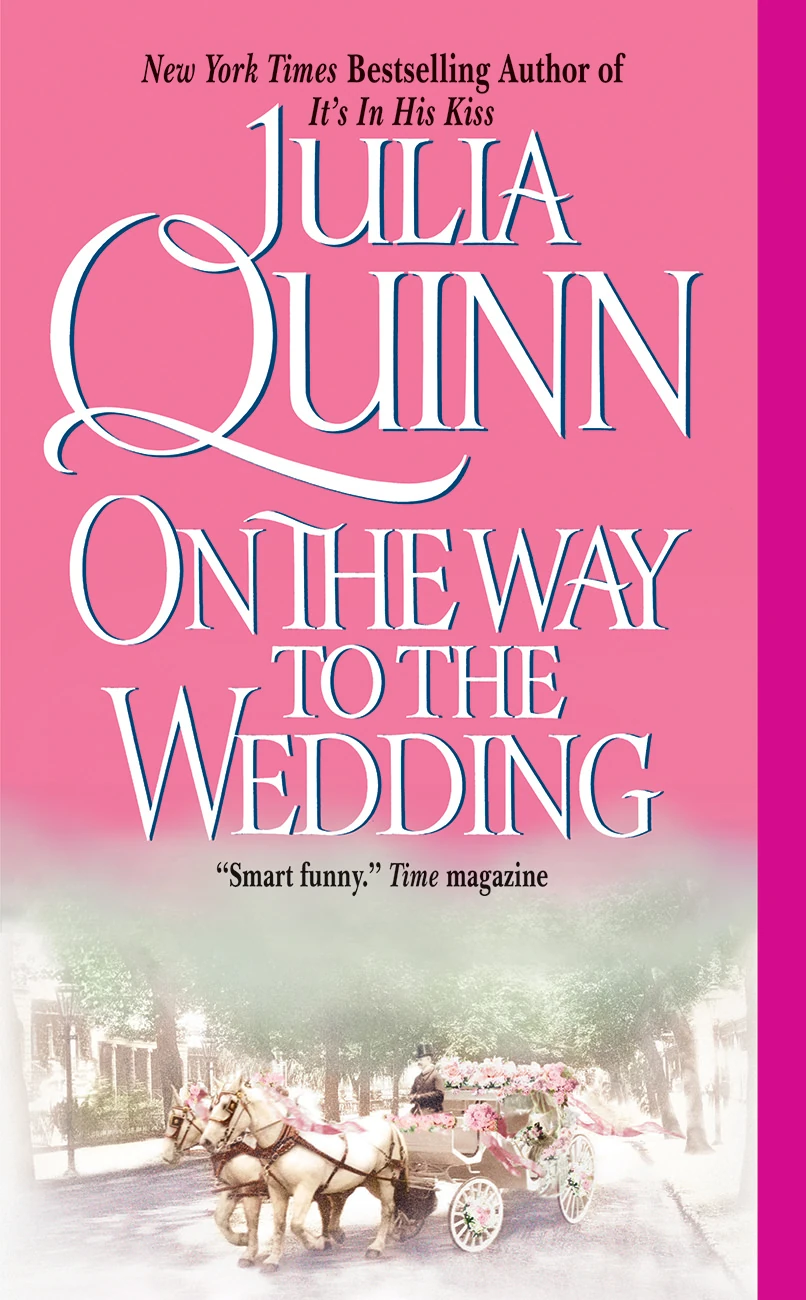 New York Times Bestselling Author of
It's In His Kiss
JULIA
QUINN
ON THE WAY
TO THE
WEDDING
“Smart funny.” Time magazine